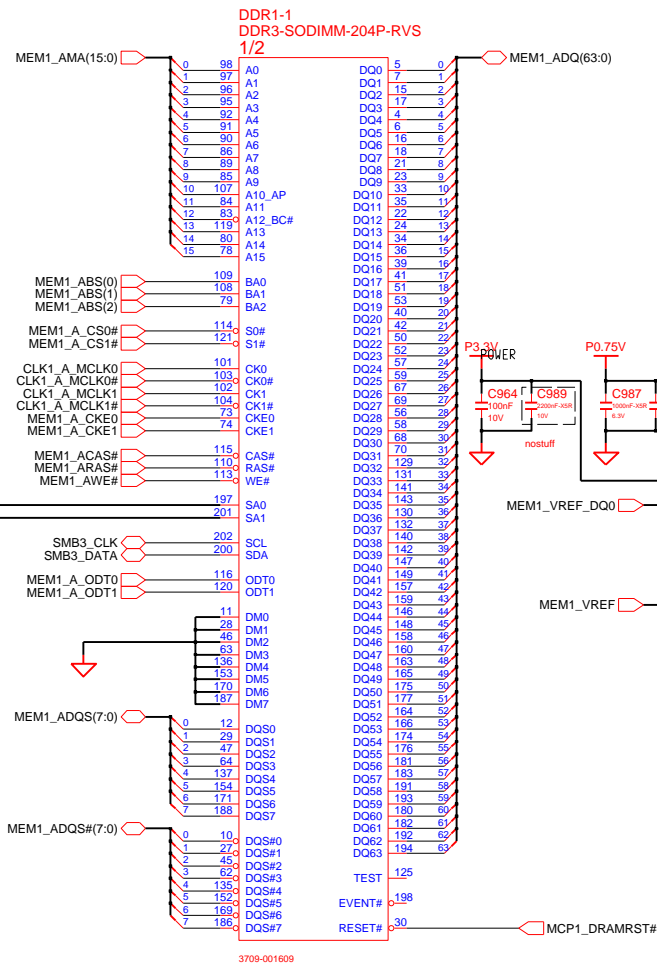 DDR1-1
DDR3-SODIMM-204P-RVS
1/2
MEM1_AMA(15:0)
MEM1_ADQ(63:0)
0 98 A0 DQ0 5 0
1 97 A1 DQ1 7 1
2 96 A2 DQ2 15 2
3 95 A3 DQ3 17 3
4 92 A4 DQ4 4 4
5 91 A5 DQ5 6 5
6 90 A6 DQ6 16 6
7 86 A7 DQ7 18 7
8 89 A8 DQ8 21 8
9 85 A9 DQ9 23 9
10 107 A10_AP DQ10 33 10
11 84 A11 DQ11 35 11
12 83 A12_BC# DQ12 22 12
13 119 A13 DQ13 24 13
14 80 A14 DQ14 34 14
15 78 A15 DQ15 36 15
DQ16 39 16
MEM1_ABS(0) 109 BA0 DQ17 41 17
MEM1_ABS(1) 108 BA1 DQ18 51 18
MEM1_ABS(2) 79 BA2 DQ19 53 19
DQ20 40 20
MEM1_A_CS0# 114 S0# DQ21 42 21
MEM1_A_CS1# 121 S1# DQ22 50 22
DQ23 52 23
CLK1_A_MCLK0 101 CK0 DQ24 57 24
CLK1_A_MCLK0# 103 CK0# DQ25 59 25
CLK1_A_MCLK1 102 CK1 DQ26 67 26
CLK1_A_MCLK1# 104 CK1# DQ27 69 27
MEM1_A_CKE0 73 CKE0 DQ28 56 28
MEM1_A_CKE1 74 CKE1 DQ29 58 29
DQ30 68 30
MEM1_ACAS# 115 CAS# DQ31 70 31
MEM1_ARAS# 110 RAS# DQ32 129 32
MEM1_AWE# 113 WE# DQ33 131 33
DQ34 141 34
197 SA0 DQ35 143 35
201 SA1 DQ36 130 36
DQ37 132 37
SMB3_CLK 202 SCL DQ38 140 38
SMB3_DATA 200 SDA DQ39 142 39
DQ40 147 40
MEM1_A_ODT0 116 ODT0 DQ41 149 41
MEM1_A_ODT1 120 ODT1 DQ42 157 42
DQ43 159 43
11 DM0 DQ44 146 44
28 DM1 DQ45 148 45
46 DM2 DQ46 158 46
63 DM3 DQ47 160 47
136 DM4 DQ48 163 48
153 DM5 DQ49 165 49
170 DM6 DQ50 175 50
187 DM7 DQ51 177 51
DQ52 164 52
MEM1_ADQS(7:0)
0 12 DQS0 DQ53 166 53
1 29 DQS1 DQ54 174 54
2 47 DQS2 DQ55 176 55
3 64 DQS3 DQ56 181 56
4 137 DQS4 DQ57 183 57
5 154 DQS5 DQ58 191 58
6 171 DQS6 DQ59 193 59
7 188 DQS7 DQ60 180 60
DQ61 182 61
MEM1_ADQS#(7:0)
0 10 DQS#0 DQ62 192 62
1 27 DQS#1 DQ63 194 63
2 45 DQS#2
3 62 DQS#3 TEST 125
4 135 DQS#4
5 152 DQS#5 EVENT# 198
6 169 DQS#6
7 186 DQS#7 RESET# 30 MCP1_DRAMRST#
3709-001609
P3.3V
POWER
P0.75V
C964
100nF
10V
C989
2200nF-X5R
10V
nostuff
C987
1000nF-X5R
6.3V
MEM1_VREF_DQ0
MEM1_VREF